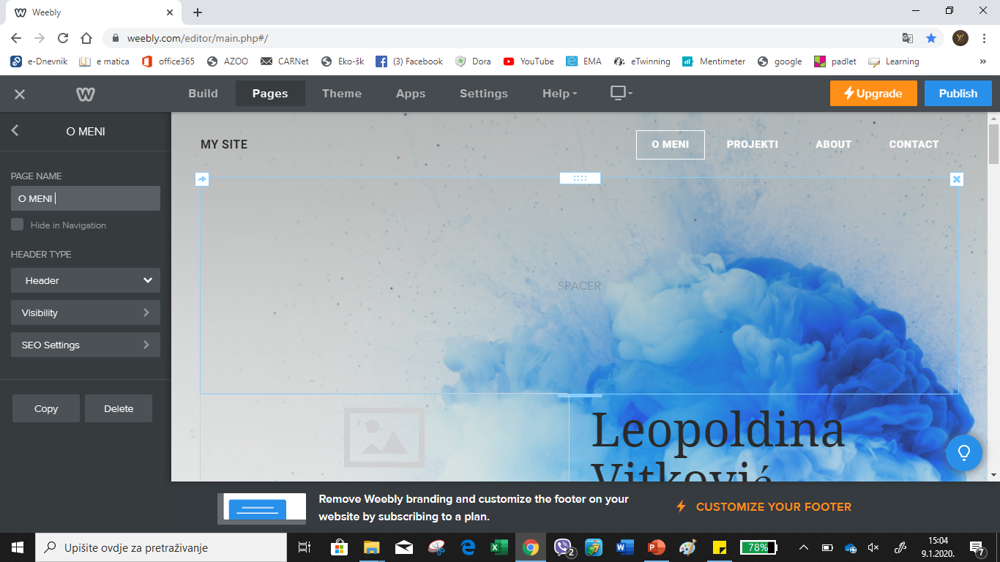 Weebly
weebly.com/editor/main.php#/
e-Dnevnik e matica office365 AZOO CARNet Eko-šk (3) Facebook Dora YouTube EMA eTwinning Mentimeter google padlet Learning »
Build Pages Theme Apps Settings Help Upgrade Publish
O MENI
PAGE NAME
O MENI
Hide in Navigation
HEADER TYPE
Header
Visibility
SEO Settings
Copy Delete
MY SITE O MENI PROJEKTI ABOUT CONTACT
SPACER
Leopoldina
Vitković
Remove Weebly branding and customize the footer on your
website by subscribing to a plan.
CUSTOMIZE YOUR FOOTER
Upišite ovdje za pretraživanje
2
78%
15:04
9.1.2020.
7